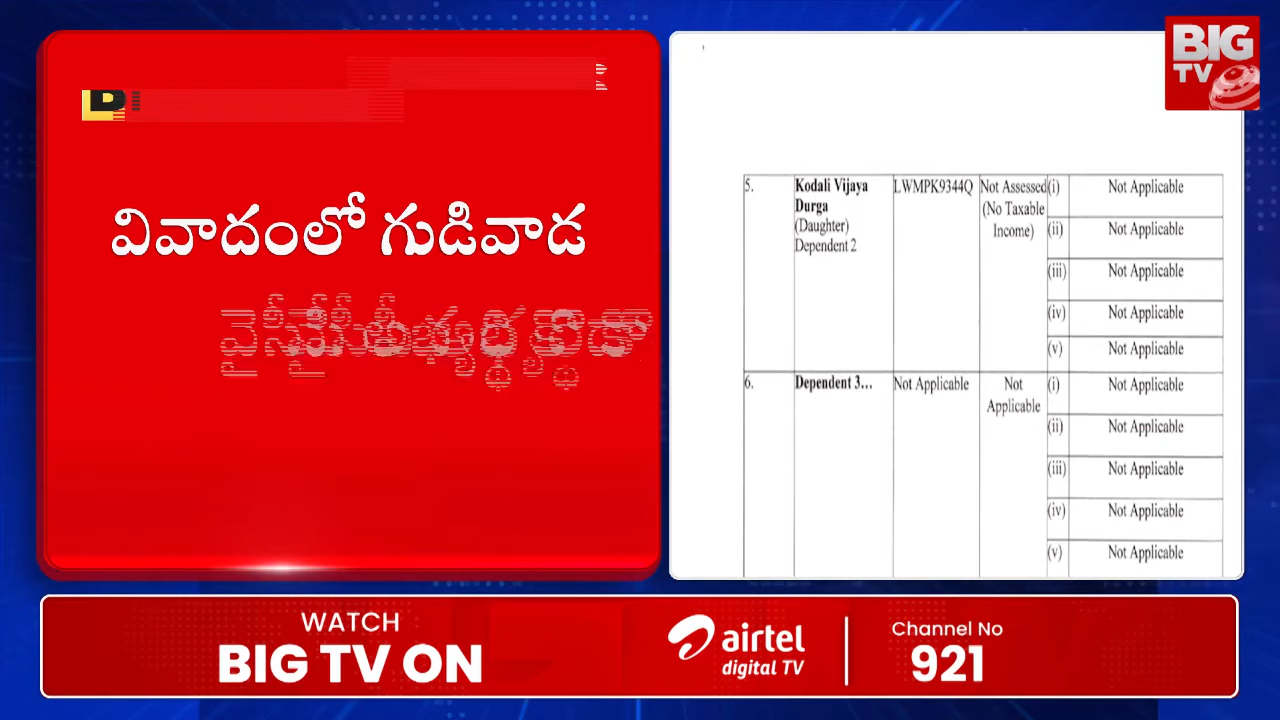 BIG
TV
వివాదంలో గుడివాడ
5.
Kodali Vijaya
Durga
(Daughter)
Dependent 2
LWMPK9344Q
Not Assessed
(No Taxable
Income)
(i) Not Applicable
(ii) Not Applicable
(iii) Not Applicable
(iv) Not Applicable
(v) Not Applicable
6.
Dependent 3...
Not Applicable
Not
Applicable
(i) Not Applicable
(ii) Not Applicable
(iii) Not Applicable
(iv) Not Applicable
(v) Not Applicable
WATCH
BIG TV ON
airtel
digital TV
Channel No
921